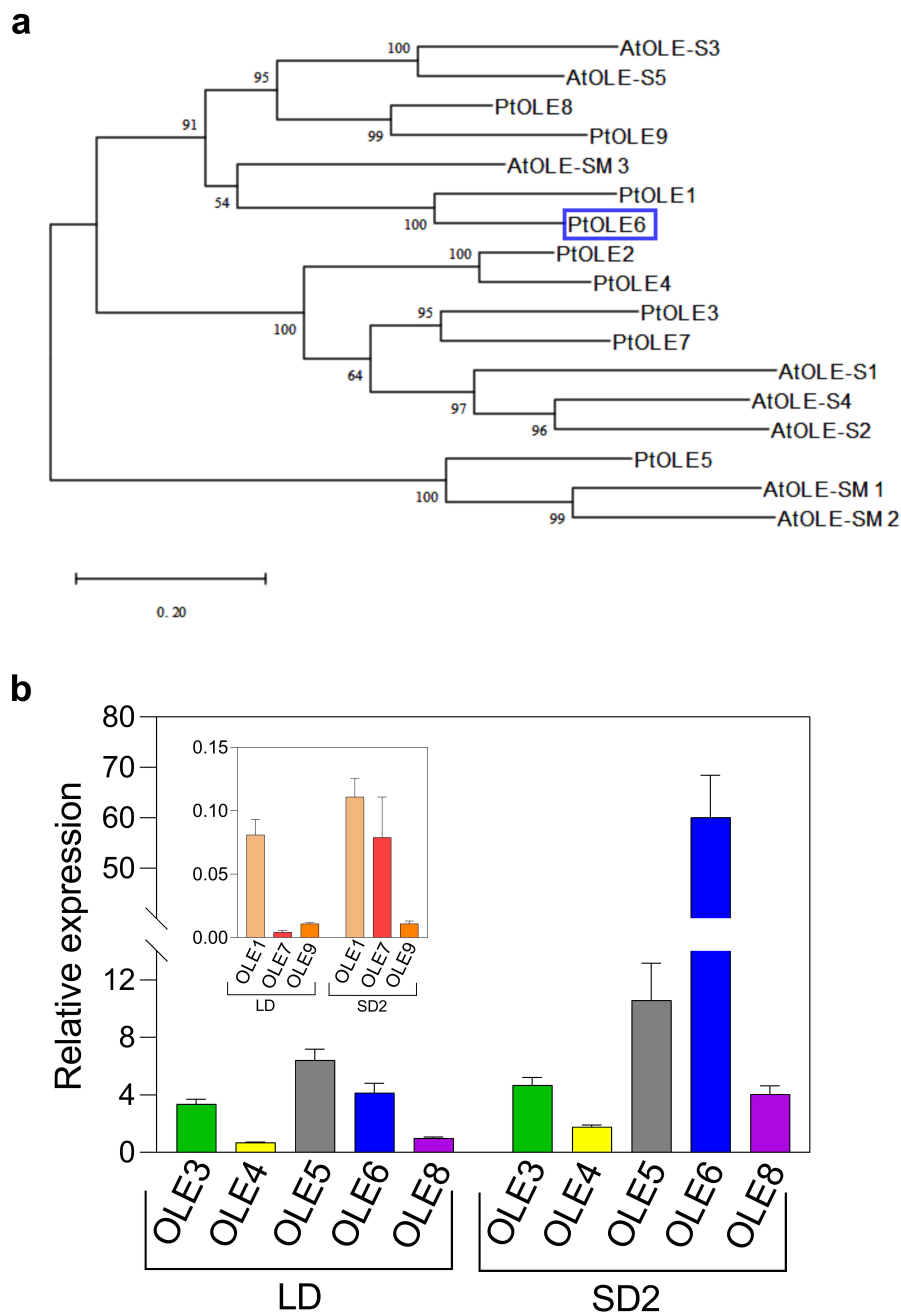 a
100
AtOLE-S3
AtOLE-S5
95
PtOLE8
99
PtOLE9
91
AtOLE-SM 3
54
PtOLE1
100
PtOLE6
100
PtOLE2
PtOLE4
100
95
PtOLE3
PtOLE7
64
AtOLE-S1
97
AtOLE-S4
96
AtOLE-S2
PtOLE5
100
AtOLE-SM 1
99
AtOLE-SM 2
0. 20
b
Relative expression
80
70
60
50
12
8
4
0
0.15
0.10
0.05
0.00
OLE1 OLE7 OLE9 OLE1 OLE7 OLE9
LD SD2
OLE3 OLE4 OLE5 OLE6 OLE8 OLE3 OLE4 OLE5 OLE6 OLE8
LD SD2